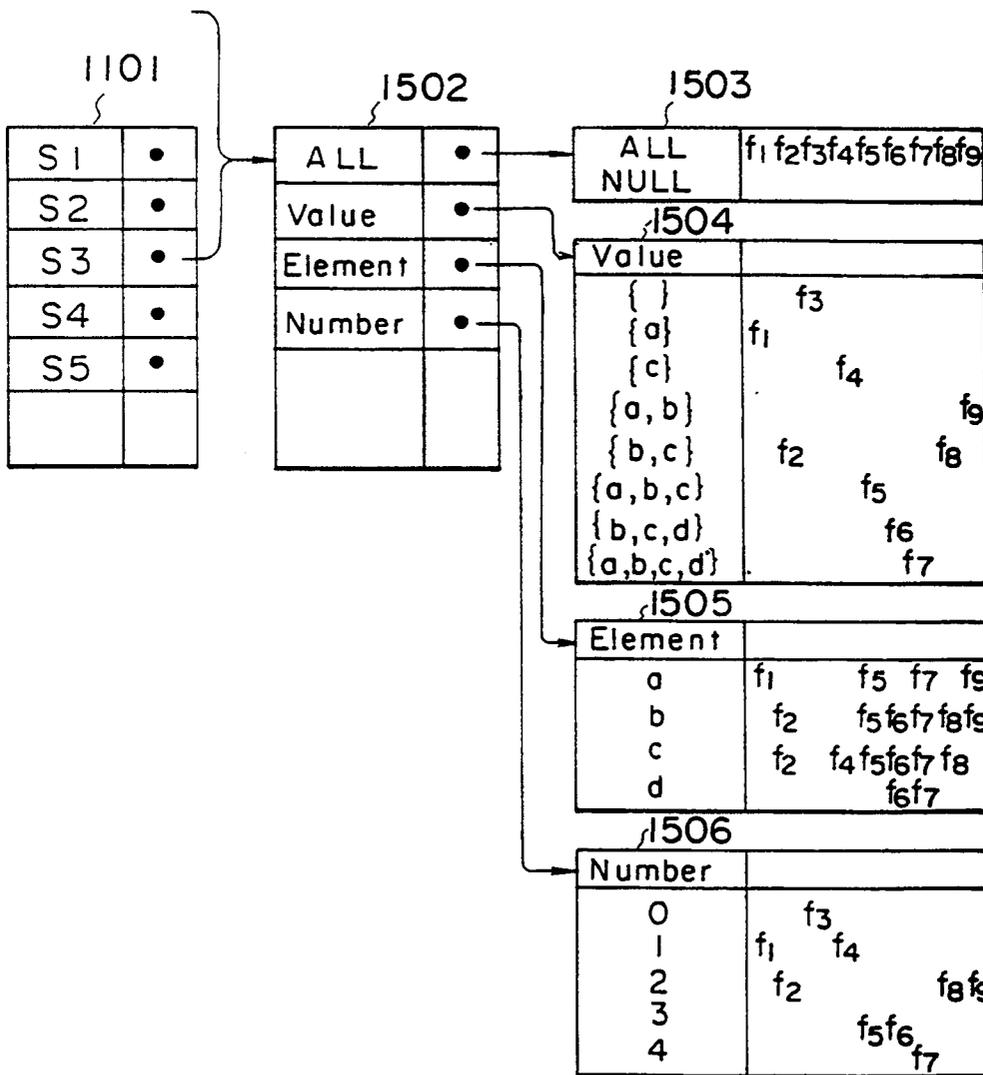 1101
S1
S2
S3
S4
S5
1502
ALL
Value
Element
Number
1503
ALL f1 f2 f3 f4 f5 f6 f7 f8 f9
NULL
1504
Value
{ } f3
{a} f1
{c} f4
{a,b} f9
{b,c} f2 f8
{a,b,c} f5
{b,c,d} f6
{a,b,c,d} f7
1505
Element
a f1 f5 f7 f9
b f2 f5 f6 f7 f8 f9
c f2 f4 f5 f6 f7 f8
d f6 f7
1506
Number
0 f3
1 f1 f4
2 f2 f8 f9
3 f5 f6
4 f7